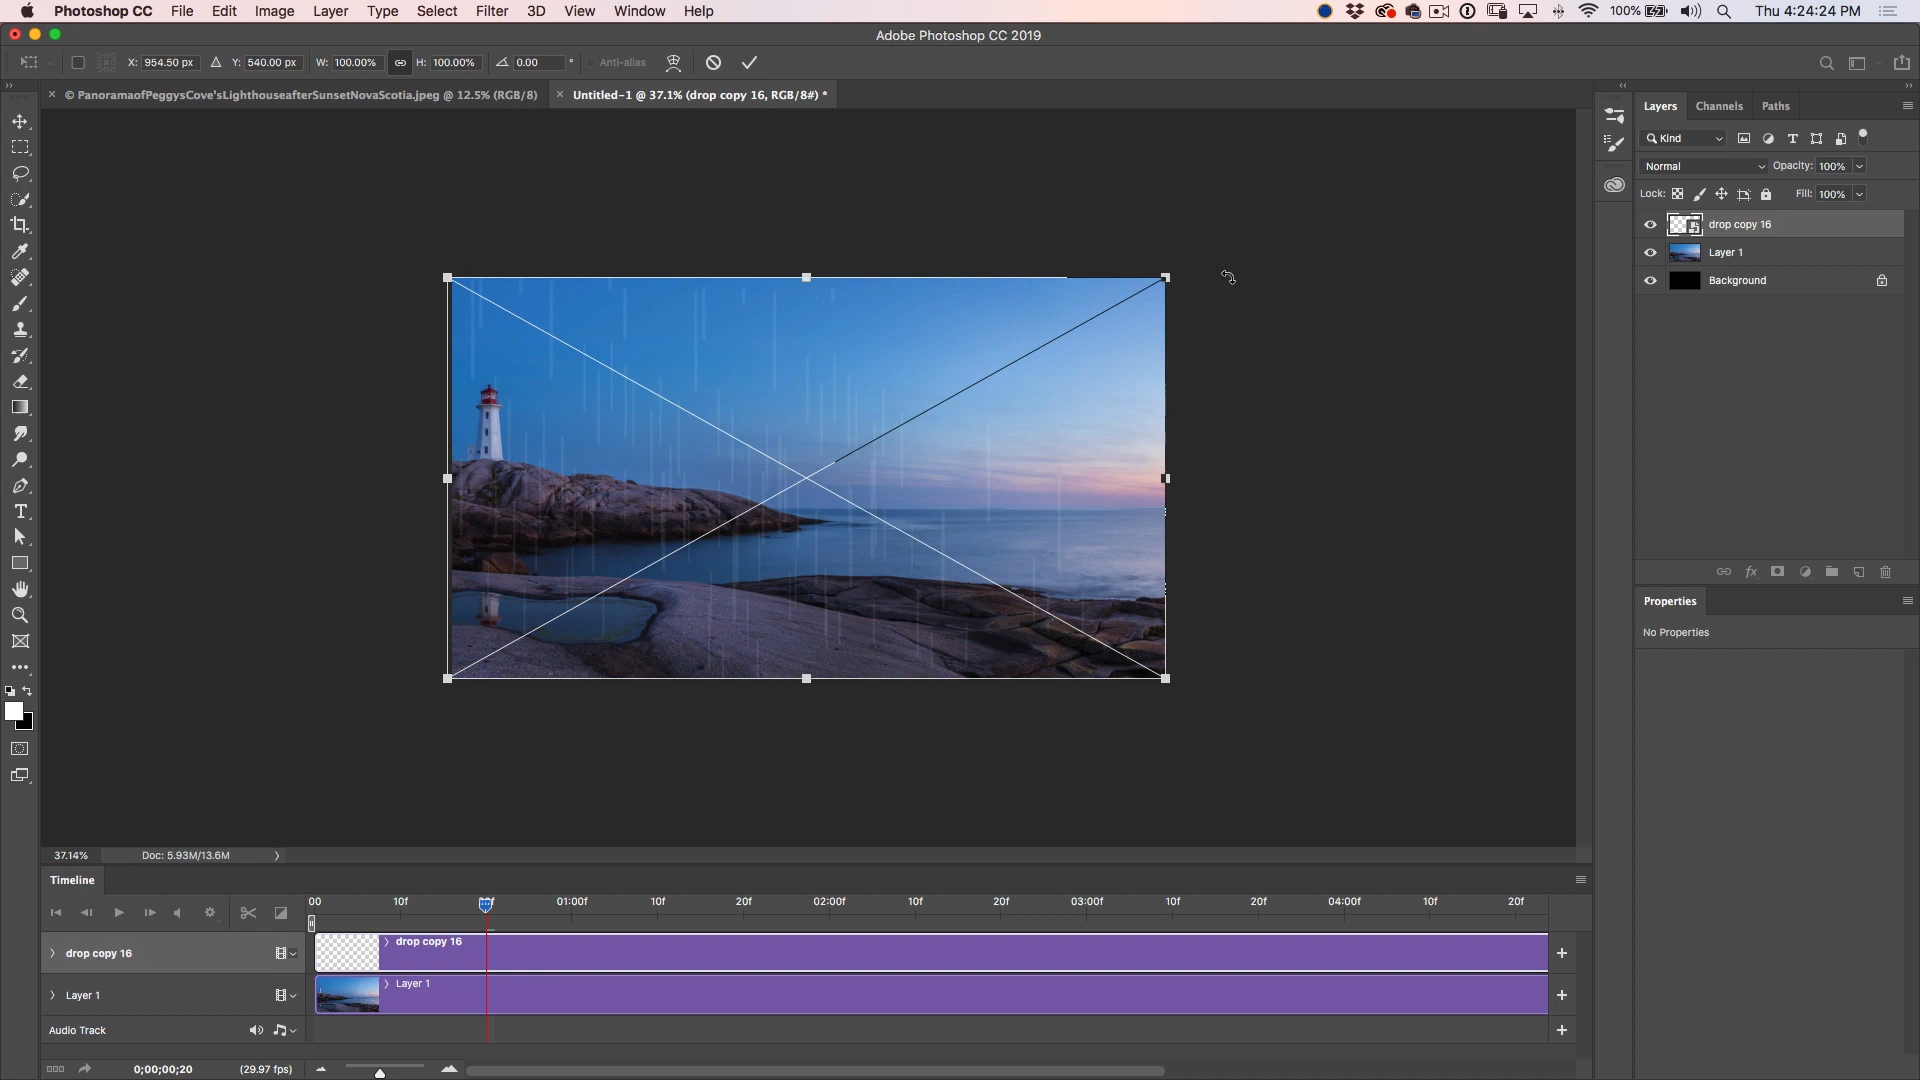 Photoshop CC File Edit Image Layer Type Select Filter 3D View Window Help 100% Thu 4:24:24 PM
Adobe Photoshop CC 2019
X: 954.50 px Y: 540.00 px W: 100.00% H: 100.00% 0.00 ° Anti-alias
© PanoramaofPeggysCove'sLighthouseafterSunsetNovaScotia.jpeg @ 12.5% (RGB/8) Untitled-1 @ 37.1% (drop copy 16, RGB/8#) *
Layers Channels Paths
Kind
Normal Opacity: 100%
Lock: Fill: 100%
drop copy 16
Layer 1
Background
Properties
No Properties
37.14% Doc: 5.93M/13.6M
Timeline
00 10f 01:00f 10f 20f 02:00f 10f 20f 03:00f 10f 20f 04:00f 10f 20f
drop copy 16 drop copy 16
Layer 1 Layer 1
Audio Track
0;00;00;20 (29.97 fps)